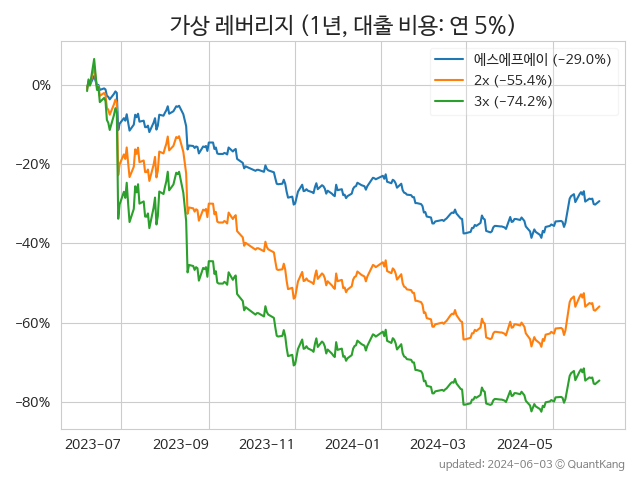 가상 레버리지 (1년, 대출 비용: 연 5%)
에스에프에이 (−29.0%)
2x (−55.4%)
3x (−74.2%)
0%
−20%
−40%
−60%
−80%
2023-07 2023-09 2023-11 2024-01 2024-03 2024-05
updated: 2024-06-03 © QuantKang